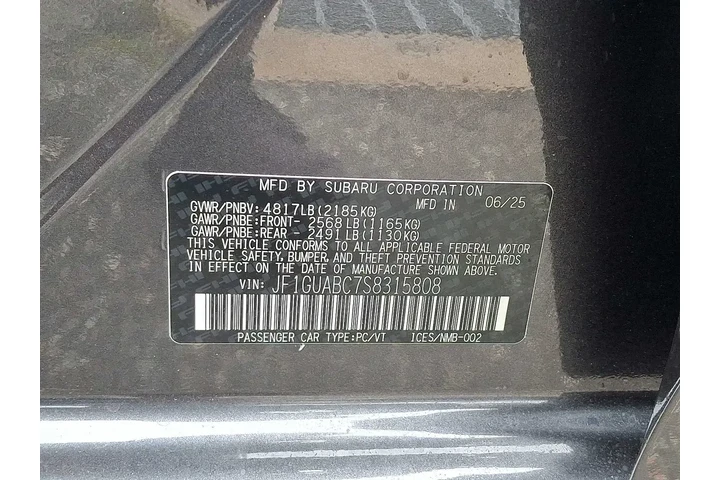 MFD BY SUBARU CORPORATION
GVWR/PNBV: 4817LB(2185KG) MFD IN 06/25
GAWR/PNBE:FRONT- 2568LB(1165KG)
GAWR/PNBE:REAR - 2491LB(1130KG)
THIS VEHICLE CONFORMS TO ALL APPLICABLE FEDERAL MOTOR
VEHICLE SAFETY, BUMPER, AND THEFT PREVENTION STANDARDS
IN EFFECT ON THE DATE OF MANUFACTURE SHOWN ABOVE.
VIN: JF1GUABC7S8315808
PASSENGER CAR TYPE:PC/VT ICES/NMB-002